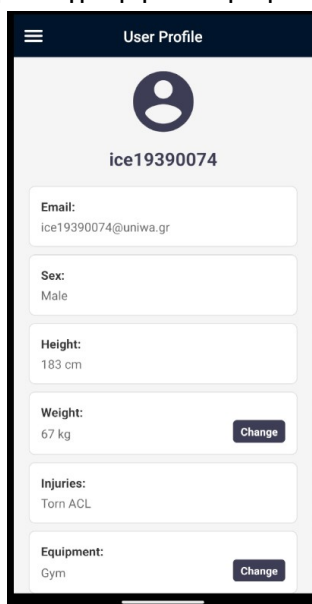 User Profile
ice19390074
Email:
ice19390074@uniwa.gr
Sex:
Male
Height:
183 cm
Weight:
67 kg
Change
Injuries:
Torn ACL
Equipment:
Gym
Change